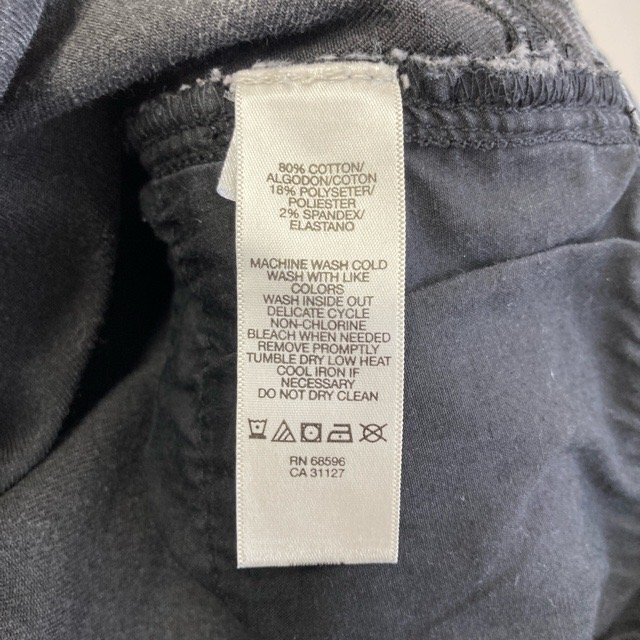 80% COTTON/
ALGODON/COTON
18% POLYSETER/
POLIESTER
2% SPANDEX/
ELASTANO
MACHINE WASH COLD
WASH WITH LIKE
COLORS
WASH INSIDE OUT
DELICATE CYCLE
NON-CHLORINE
BLEACH WHEN NEEDED
REMOVE PROMPTLY
TUMBLE DRY LOW HEAT
COOL IRON IF
NECESSARY
DO NOT DRY CLEAN
RN 68596
CA 31127